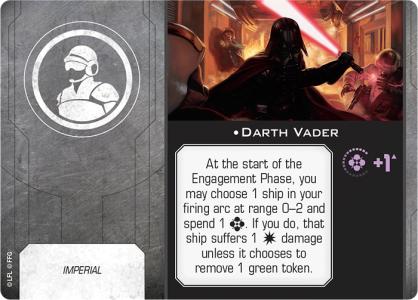 •DARTH VADER
At the start of the
Engagement Phase, you
may choose 1 ship in your
firing arc at range 0–2 and
spend 1 . If you do, that
ship suffers 1 damage
unless it chooses to
remove 1 green token.
+1
IMPERIAL
© LFL © FFG